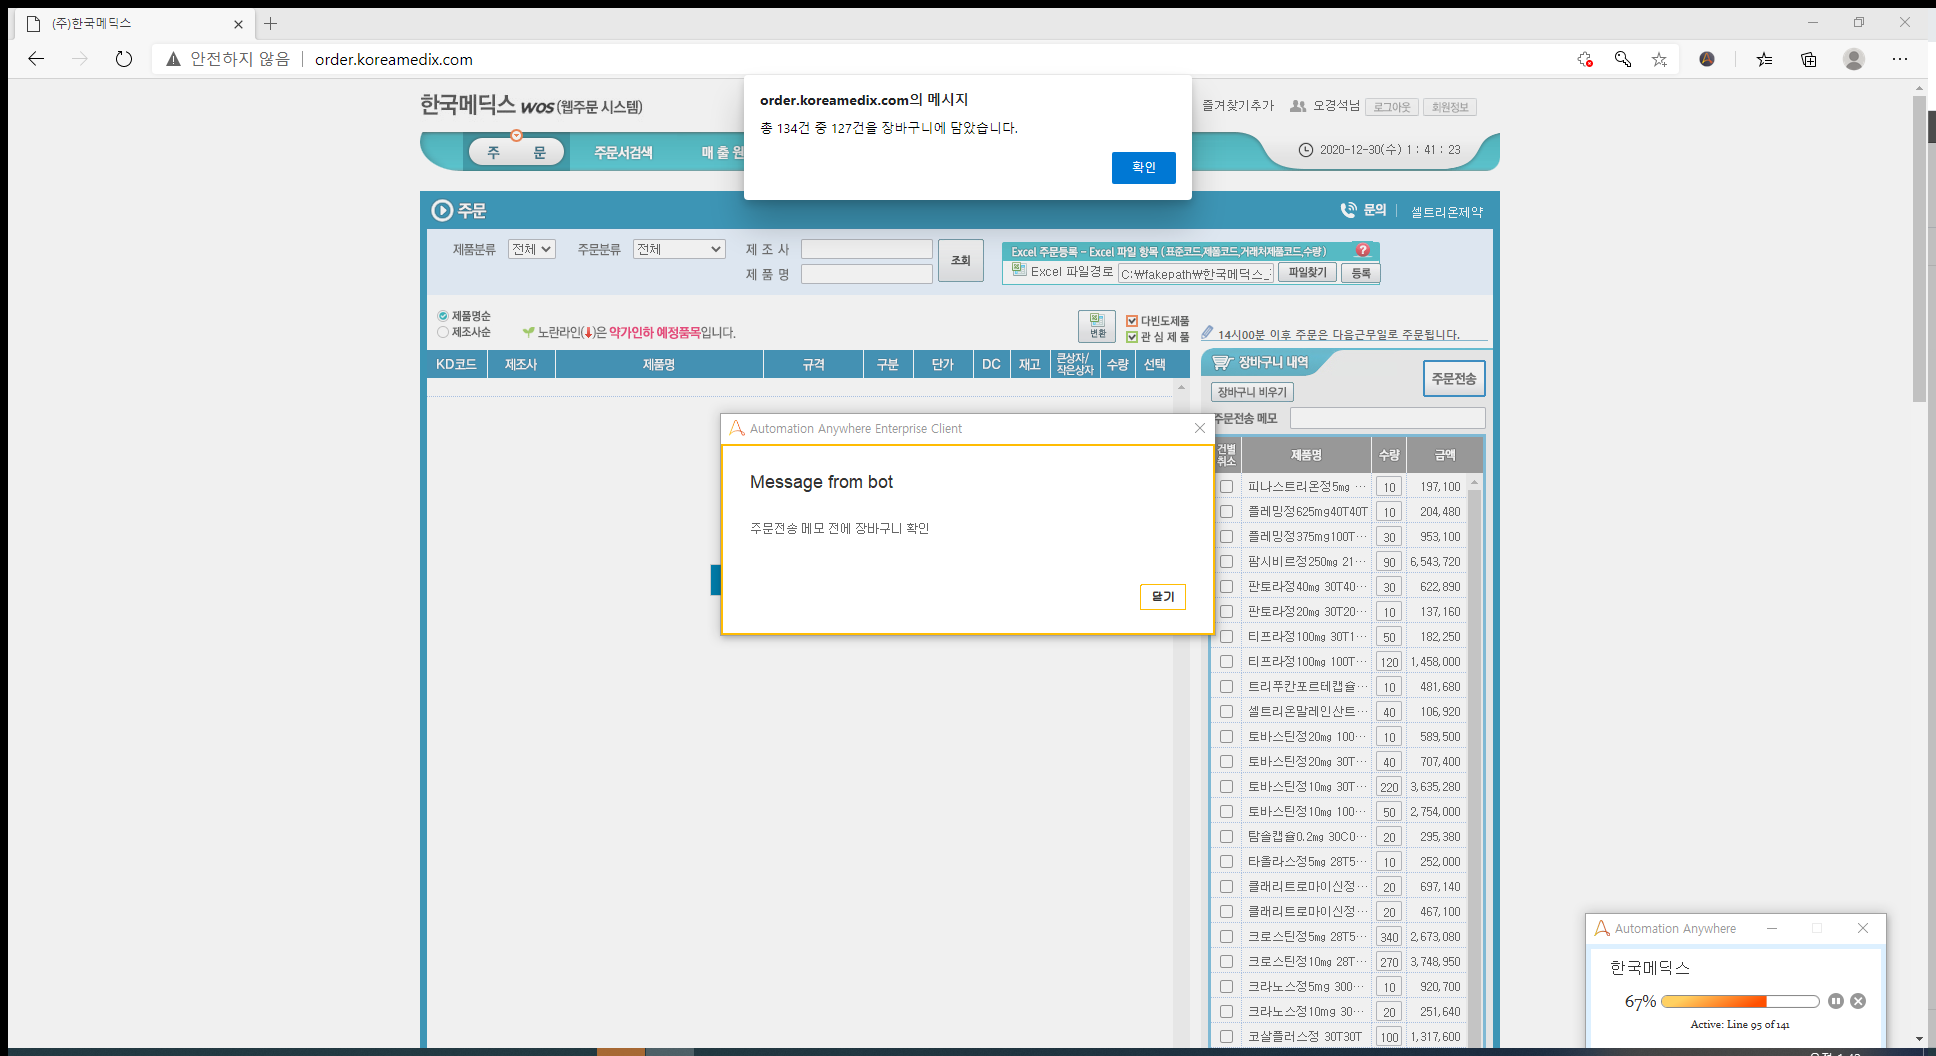 (주)한국메딕스
안전하지 않음 order.koreamedix.com
order.koreamedix.com의 메시지
총 134건 중 127건을 장바구니에 담았습니다.
확인
한국메딕스 WOS (웹주문 시스템)
즐겨찾기추가 오경석님 로그아웃 회원정보
주 문 주문서검색 매 출 원
2020-12-30(수) 1 : 41 : 23
주문
문의 셀트리온제약
제품분류 전체 주문분류 전체 제 조 사
제 품 명
조회
Excel 주문등록 - Excel 파일 항목 (표준코드,제품코드,거래처제품코드,수량) ?
Excel 파일경로 C:₩fakepath₩한국메딕스_ 파일찾기 등록
제품명순
제조사순
노란라인(↓)은 약가인하 예정품목입니다.
변환
다빈도제품
관 심 제 품
14시00분 이후 주문은 다음근무일로 주문됩니다.
KD코드 제조사 제품명 규격 구분 단가 DC 재고 큰상자/작은상자 수량 선택
장바구니 내역
장바구니 비우기
주문전송
주문전송 메모
건별취소 제품명 수량 금액
피나스트리온정5mg ··· 10 197,100
플레밍정625mg40T40T 10 204,480
플레밍정375mg100T··· 30 953,100
팜시비르정250mg 21··· 90 6,543,720
판토라정40mg 30T40··· 30 622,890
판토라정20mg 30T20··· 10 137,160
티프라정100mg 30T1··· 50 182,250
티프라정100mg 100T··· 120 1,458,000
트리푸칸포르테캡슐··· 10 481,680
셀트리온말레인산트··· 40 106,920
토바스틴정20mg 100··· 10 589,500
토바스틴정20mg 30T··· 40 707,400
토바스틴정10mg 30T··· 220 3,635,280
토바스틴정10mg 100··· 50 2,754,000
탐솔캡슐0.2mg 30C0··· 20 295,380
타울라스정5mg 28T5··· 10 252,000
클래리트로마이신정··· 20 697,140
클래리트로마이신정··· 20 467,100
크로스틴정5mg 28T5··· 340 2,673,080
크로스틴정10mg 28T··· 270 3,748,950
크라노스정5mg 300··· 10 920,700
크라노스정10mg 30··· 20 251,640
코살플러스정 30T30T 100 1,317,600
Automation Anywhere Enterprise Client
Message from bot
주문전송 메모 전에 장바구니 확인
닫기
Automation Anywhere
한국메딕스
67%
Active: Line 95 of 141